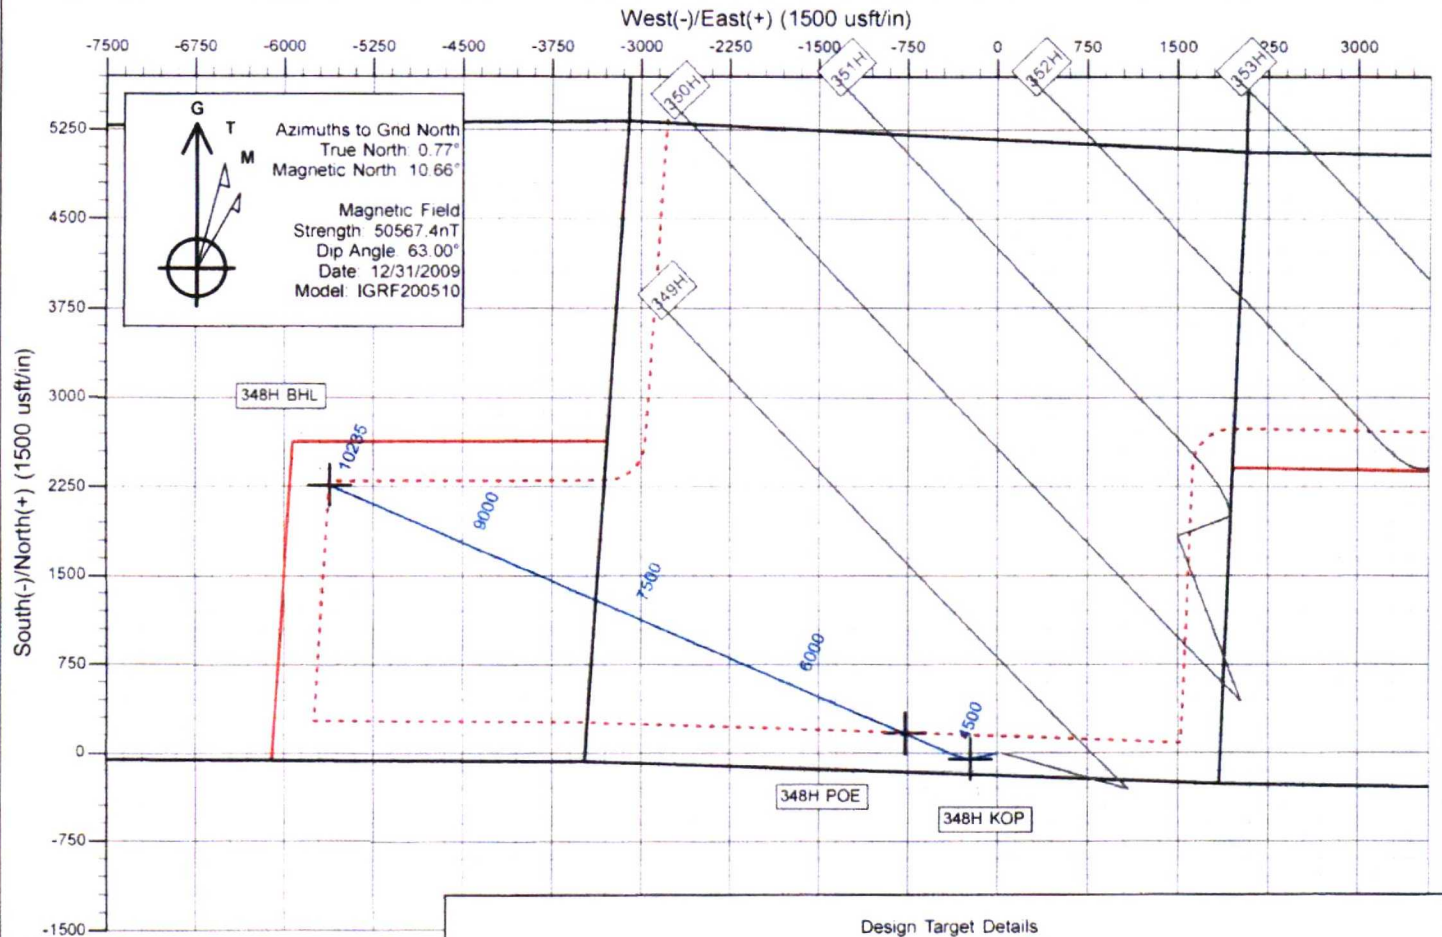 West(-)/East(+) (1500 usft/in)
-7500 -6750 -6000 -5250 -4500 -3750 -3000 -2250 -1500 -750 0 750 1500 2250 3000
350H 351H 352H 353H
G
T
M
Azimuths to Grid North
True North: 0.77°
Magnetic North: 10.66°
Magnetic Field
Strength: 50567.4nT
Dip Angle: 63.00°
Date: 12/31/2009
Model: IGRF200510
5250
4500
3750
3000
2250
1500
750
0
-750
-1500
South(-)/North(+) (1500 usft/in)
349H
348H BHL
10285
9000
7500
6000
4500
348H POE
348H KOP
Design Target Details